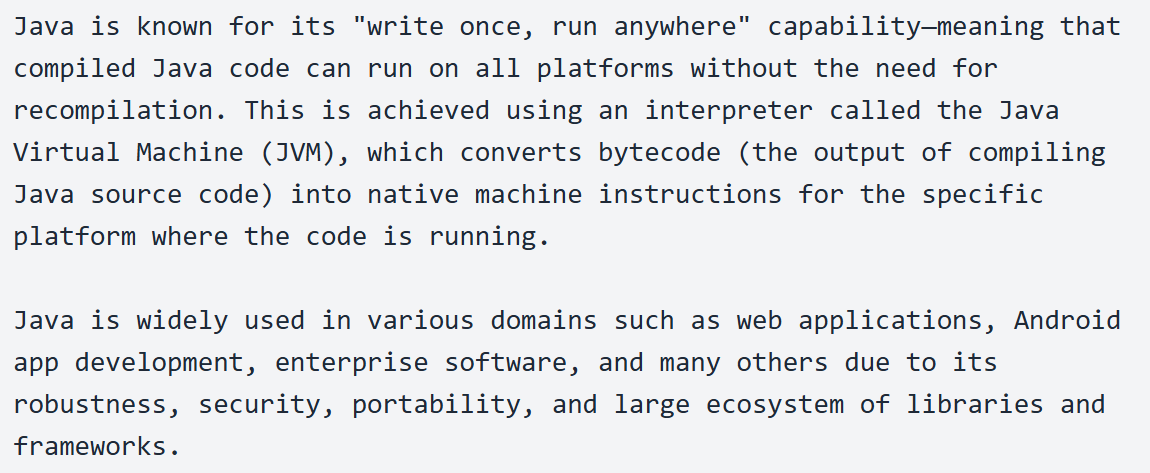 Java is known for its "write once, run anywhere" capability—meaning that
compiled Java code can run on all platforms without the need for
recompilation. This is achieved using an interpreter called the Java
Virtual Machine (JVM), which converts bytecode (the output of compiling
Java source code) into native machine instructions for the specific
platform where the code is running.
Java is widely used in various domains such as web applications, Android
app development, enterprise software, and many others due to its
robustness, security, portability, and large ecosystem of libraries and
frameworks.